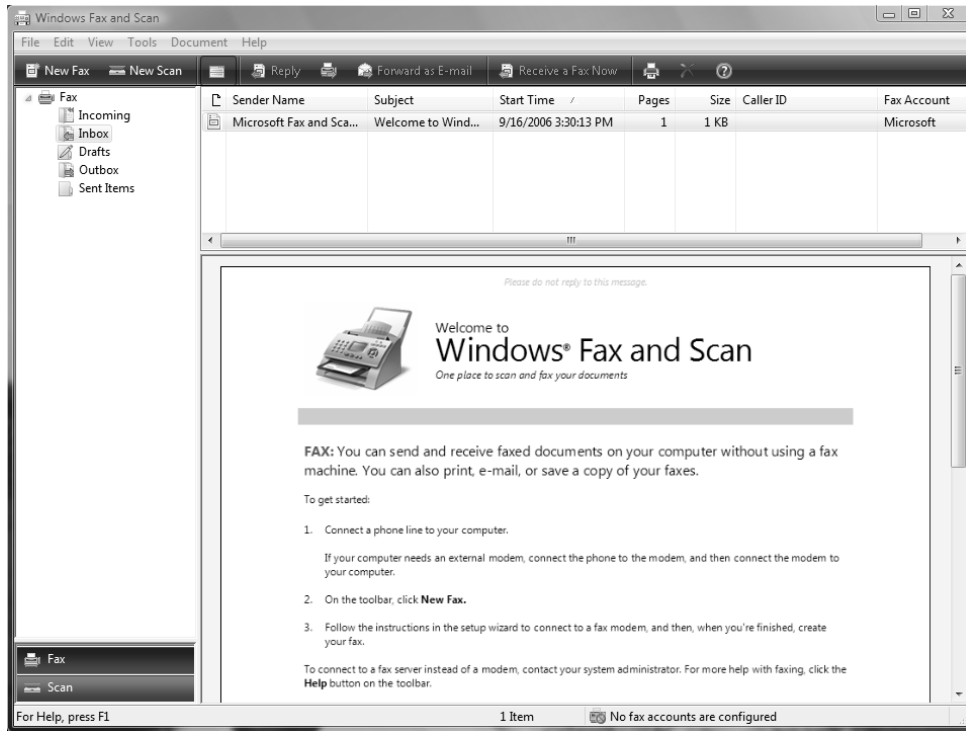 Windows Fax and Scan
File Edit View Tools Document Help
New Fax New Scan Reply Forward as E-mail Receive a Fax Now
Fax
Incoming
Inbox
Drafts
Outbox
Sent Items
Sender Name Subject Start Time Pages Size Caller ID Fax Account
Microsoft Fax and Sca... Welcome to Wind... 9/16/2006 3:30:13 PM 1 1 KB Microsoft
Please do not reply to this message.
Welcome to
Windows® Fax and Scan
One place to scan and fax your documents
FAX: You can send and receive faxed documents on your computer without using a fax
machine. You can also print, e-mail, or save a copy of your faxes.
To get started:
1. Connect a phone line to your computer.
If your computer needs an external modem, connect the phone to the modem, and then connect the modem to
your computer.
2. On the toolbar, click New Fax.
3. Follow the instructions in the setup wizard to connect to a fax modem, and then, when you're finished, create
your fax.
To connect to a fax server instead of a modem, contact your system administrator. For more help with faxing, click the
Help button on the toolbar.
Fax
Scan
For Help, press F1 1 Item No fax accounts are configured